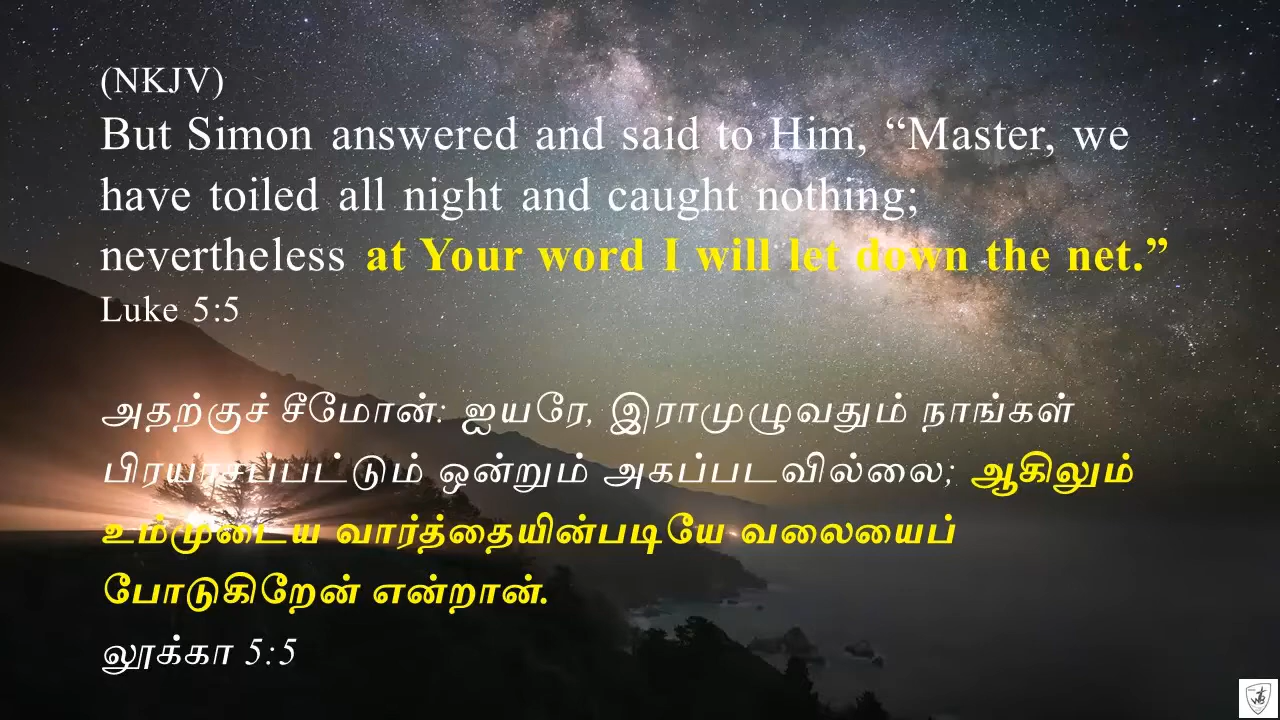 (NKJV)
But Simon answered and said to Him, “Master, we
have toiled all night and caught nothing;
nevertheless at Your word I will let down the net.”
Luke 5:5
அதற்குச் சீமோன்: ஐயரே, இராமுழுவதும் நாங்கள்
பிரயாசப்பட்டும் ஒன்றும் அகப்படவில்லை; ஆகிலும்
உம்முடைய வார்த்தையின்படியே வலையைப்
போடுகிறேன் என்றான்.
லூக்கா 5:5